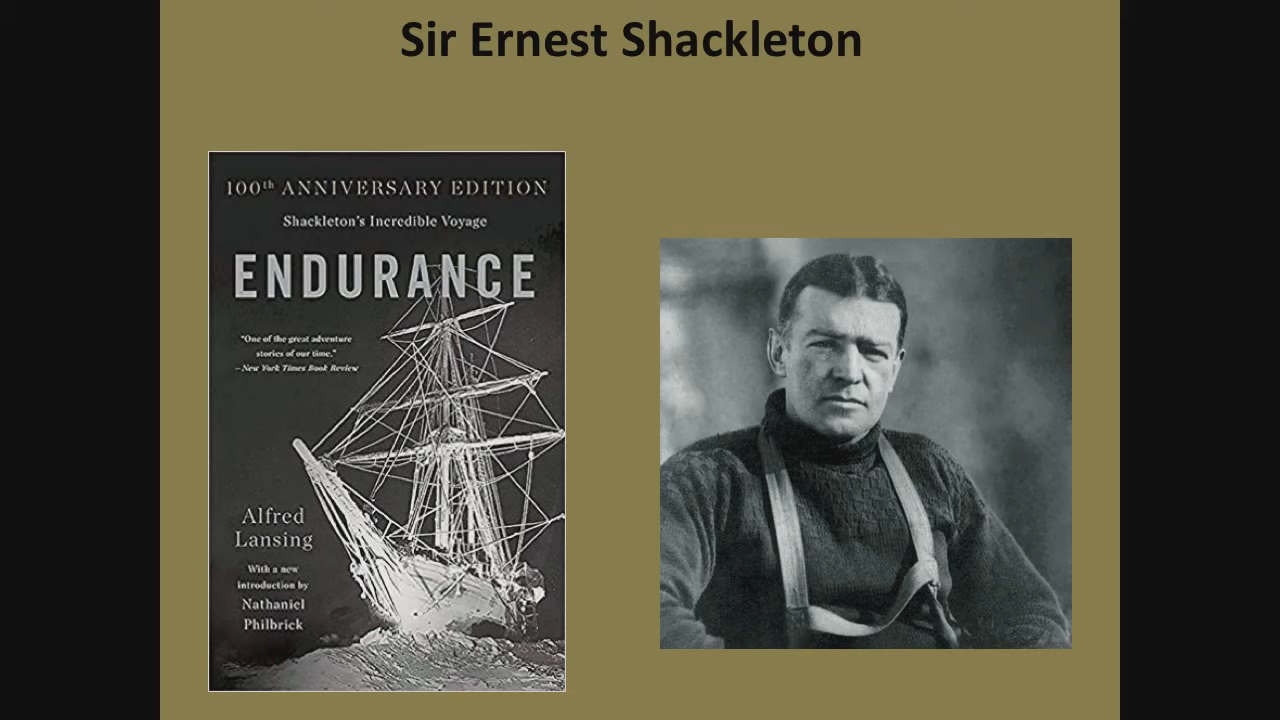 Sir Ernest Shackleton
100th ANNIVERSARY EDITION
Shackleton's Incredible Voyage
ENDURANCE
"One of the great adventure
stories of our time."
—New York Times Book Review
Alfred
Lansing
With a new
introduction by
Nathaniel
Philbrick